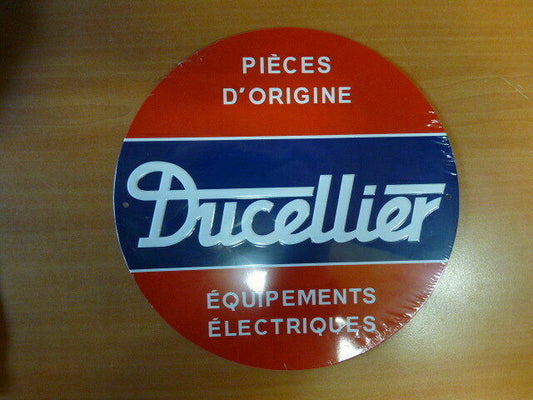 PIÈCES
D'ORIGINE
Ducellier
ÉQUIPEMENTS
ÉLECTRIQUES